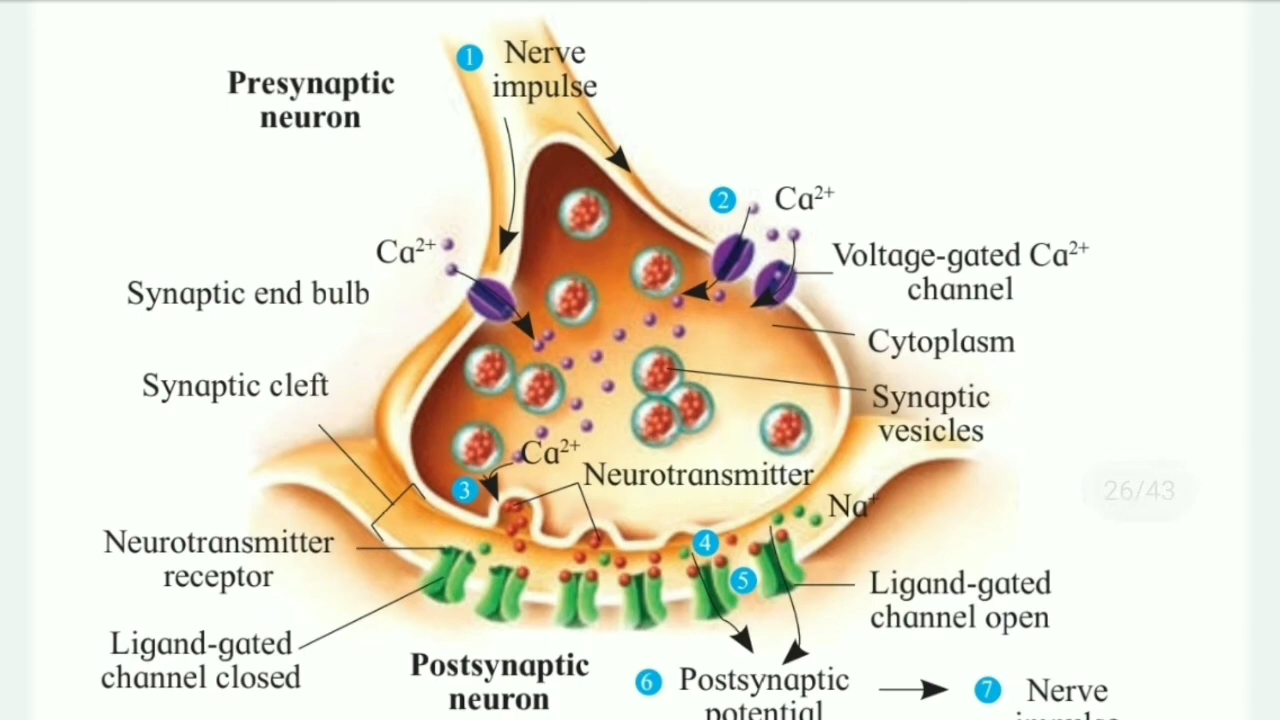 1 Nerve
impulse
Presynaptic
neuron
2 Ca²⁺
Ca²⁺
Voltage-gated Ca²⁺
channel
Synaptic end bulb
Cytoplasm
Synaptic cleft
Synaptic
vesicles
Ca²⁺
3
Neurotransmitter
Na⁺
26/43
Neurotransmitter
receptor
4
5
Ligand-gated
channel open
Ligand-gated
channel closed
Postsynaptic
neuron
6 Postsynaptic
potential
7 Nerve
impulse